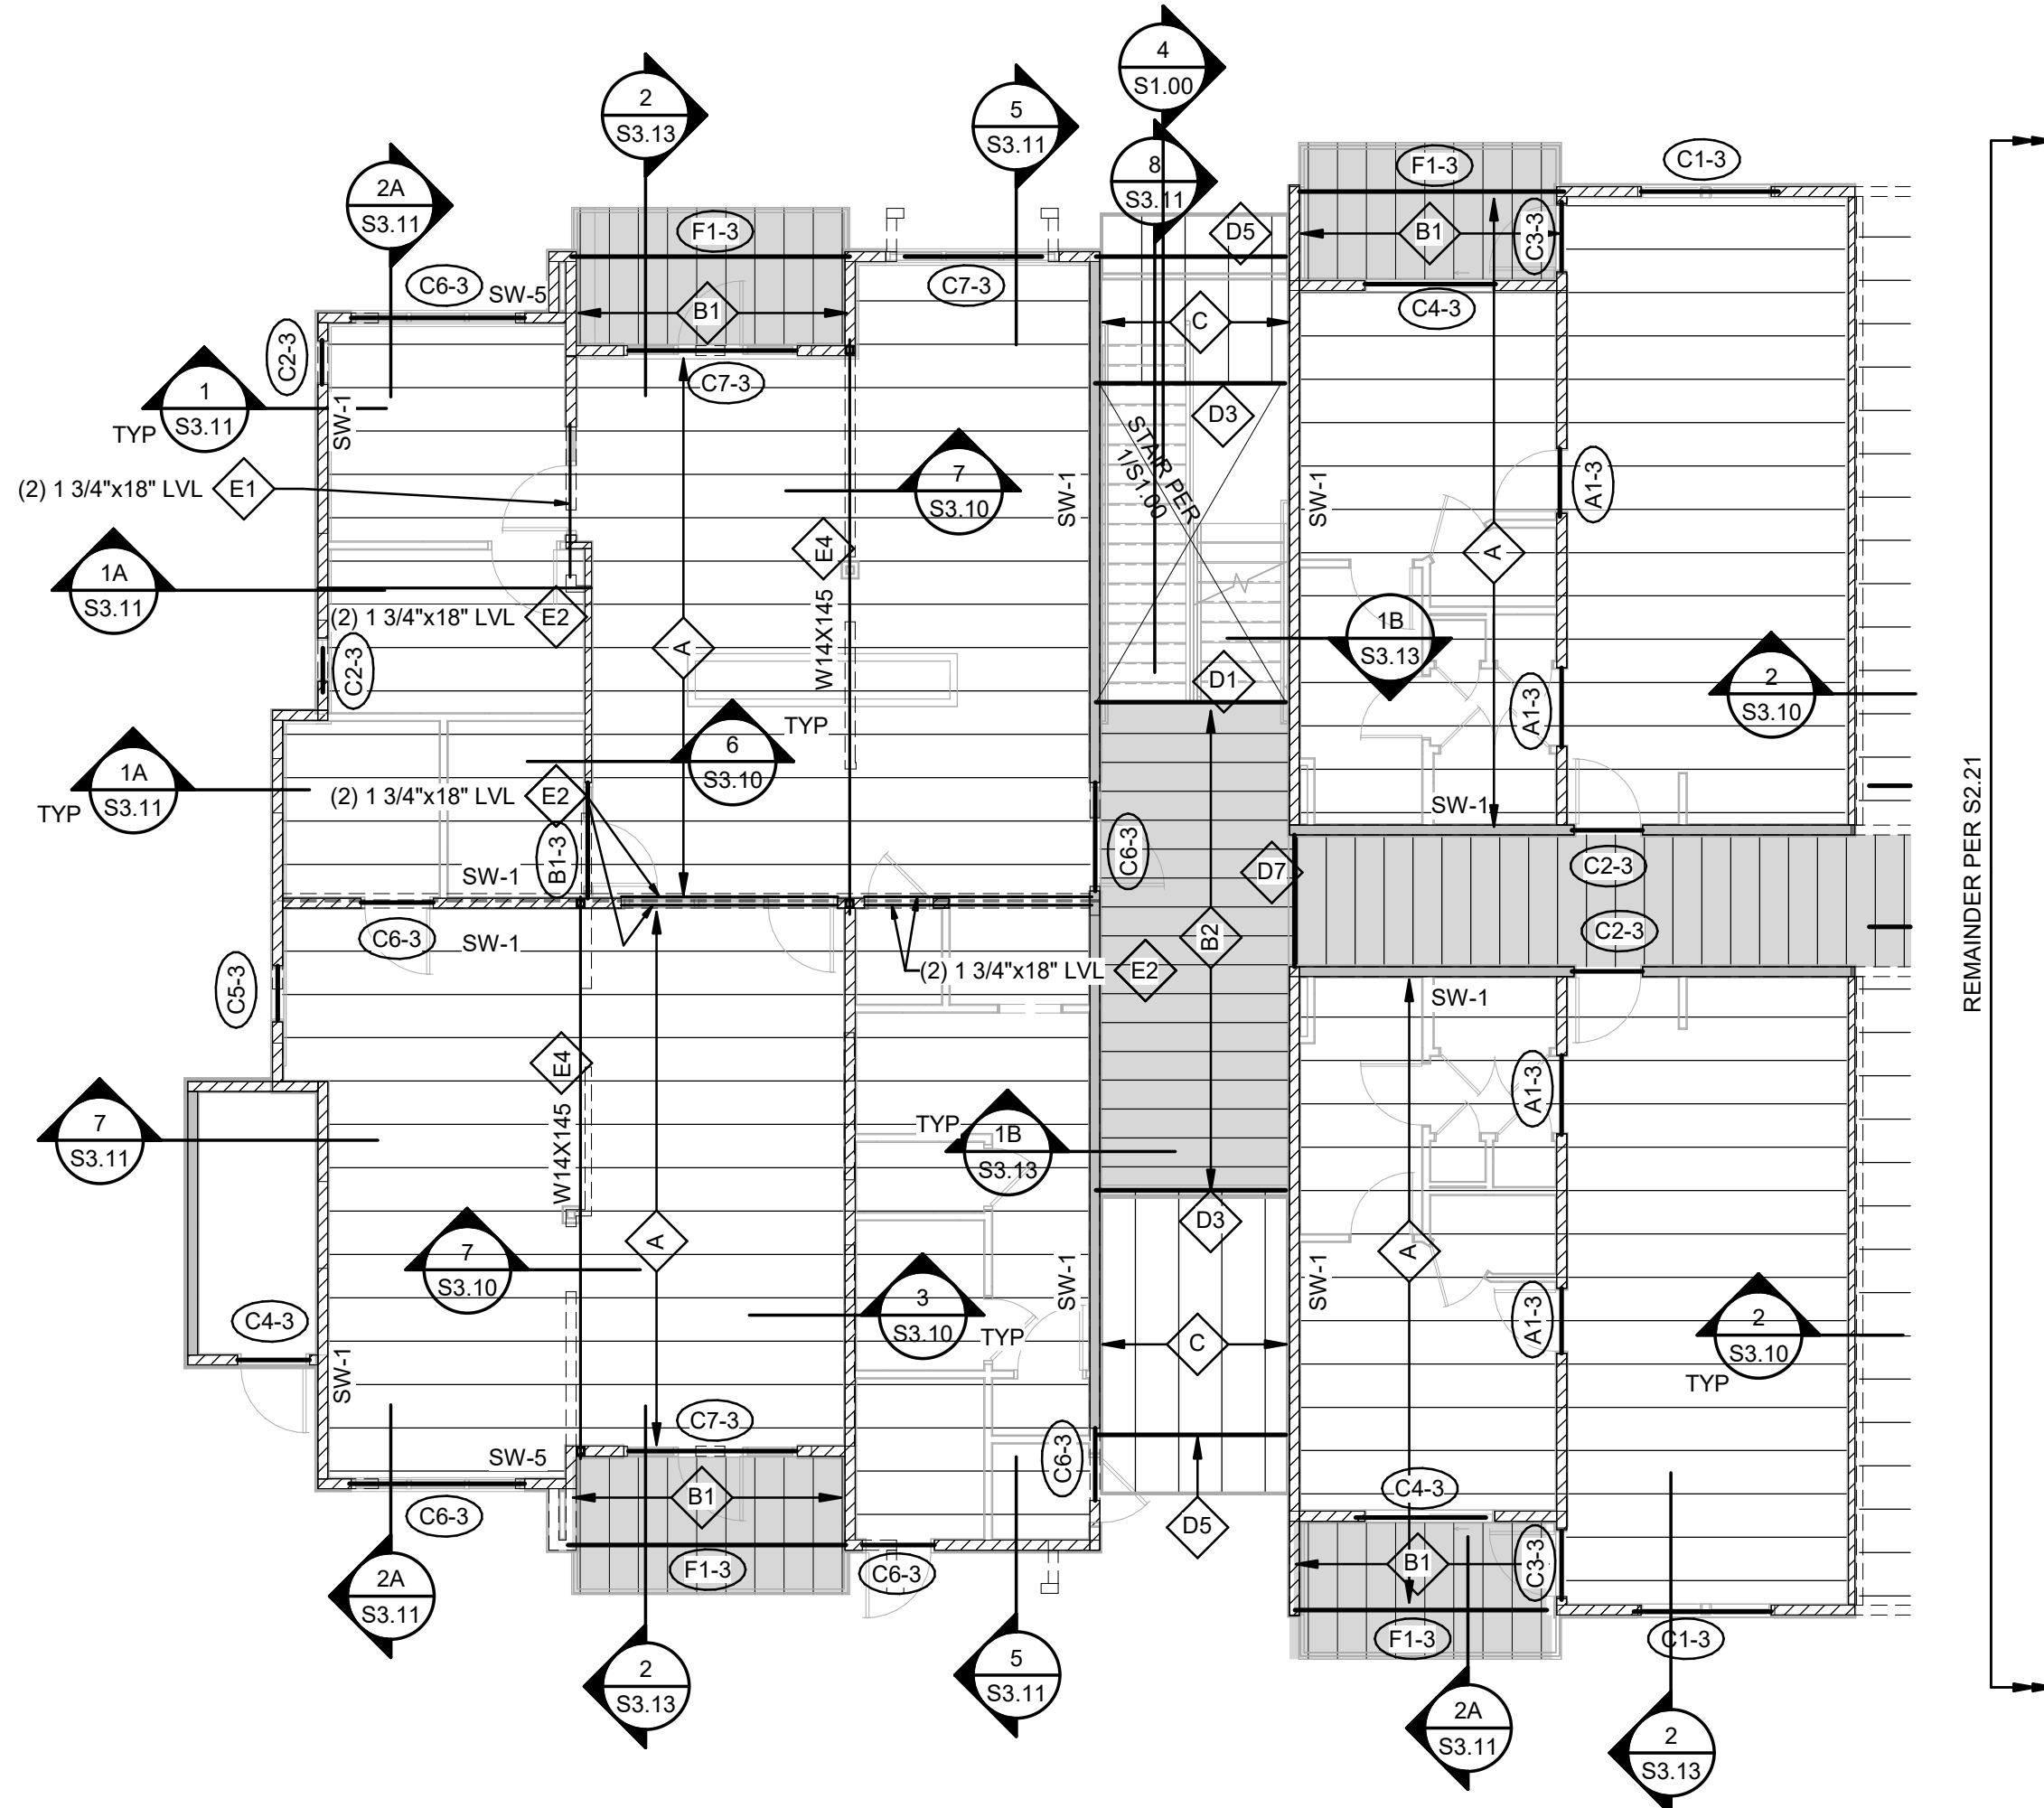 4
S1.00
2
S3.13
5
S3.11
8
S3.11
2A
S3.11
F1-3
C1-3
F1-3
D5
B1
C3-3
C6-3
SW-5
C7-3
B1
C
C4-3
C2-3
C7-3
D3
1
S3.11
TYP
SW-1
STAIR PER
1/S1.00
(2) 1 3/4"x18" LVL
E1
7
S3.10
SW-1
SW-1
A1-3
E4
A
1A
S3.11
(2) 1 3/4"x18" LVL
E2
W14X145
A
1B
S3.13
C2-3
D1
A1-3
2
S3.10
TYP
6
S3.10
1A
S3.11
TYP
(2) 1 3/4"x18" LVL
E2
SW-1
B1-3
SW-1
C6-3
D7
C2-3
C6-3
SW-1
B2
C2-3
(2) 1 3/4"x18" LVL
E2
SW-1
C5-3
REMAINDER PER S2.21
E4
A1-3
7
S3.11
W14X145
TYP
1B
S3.13
D3
A
A
7
S3.10
SW-1
SW-1
3
S3.10
TYP
C4-3
C
A1-3
2
S3.10
TYP
SW-1
C7-3
SW-5
C6-3
C4-3
B1
C6-3
D5
F1-3
C6-3
B1
C3-3
2A
S3.11
F1-3
C1-3
2
S3.13
5
S3.11
2A
S3.11
2
S3.13